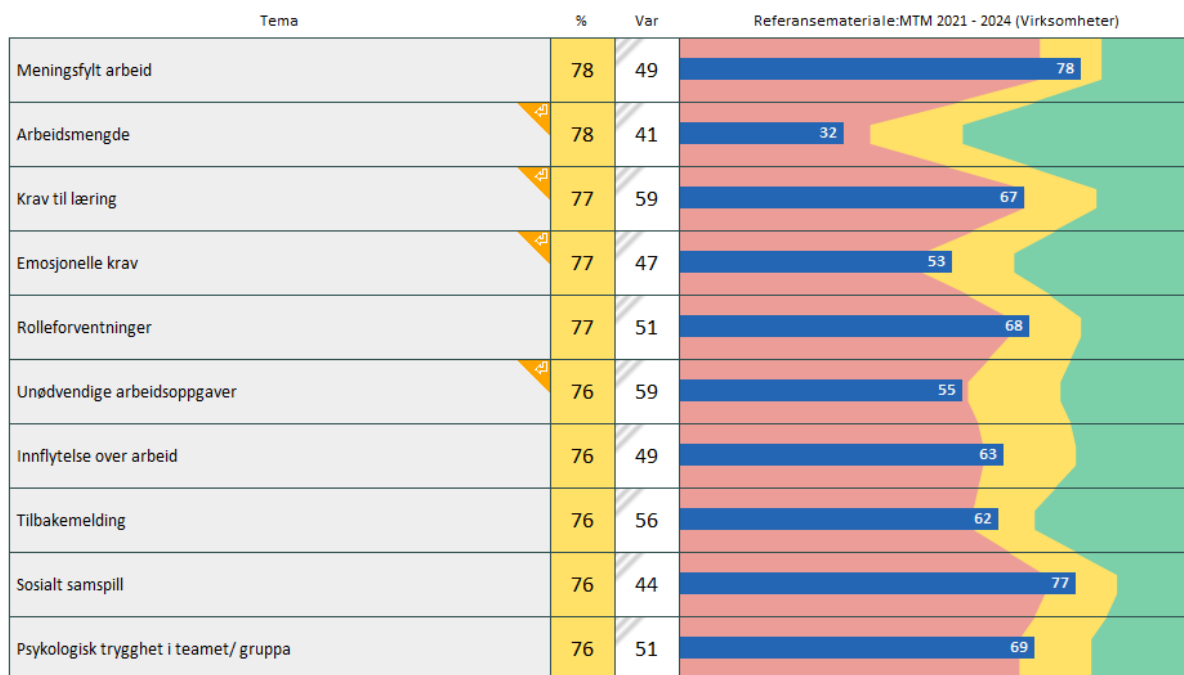 Tema % Var Referansemateriale:MTM 2021 - 2024 (Virksomheter)
Meningsfylt arbeid 78 49 78
Arbeidsmengde 78 41 32
Krav til læring 77 59 67
Emosjonelle krav 77 47 53
Rolleforventninger 77 51 68
Unødvendige arbeidsoppgaver 76 59 55
Innflytelse over arbeid 76 49 63
Tilbakemelding 76 56 62
Sosialt samspill 76 44 77
Psykologisk trygghet i teamet/ gruppa 76 51 69